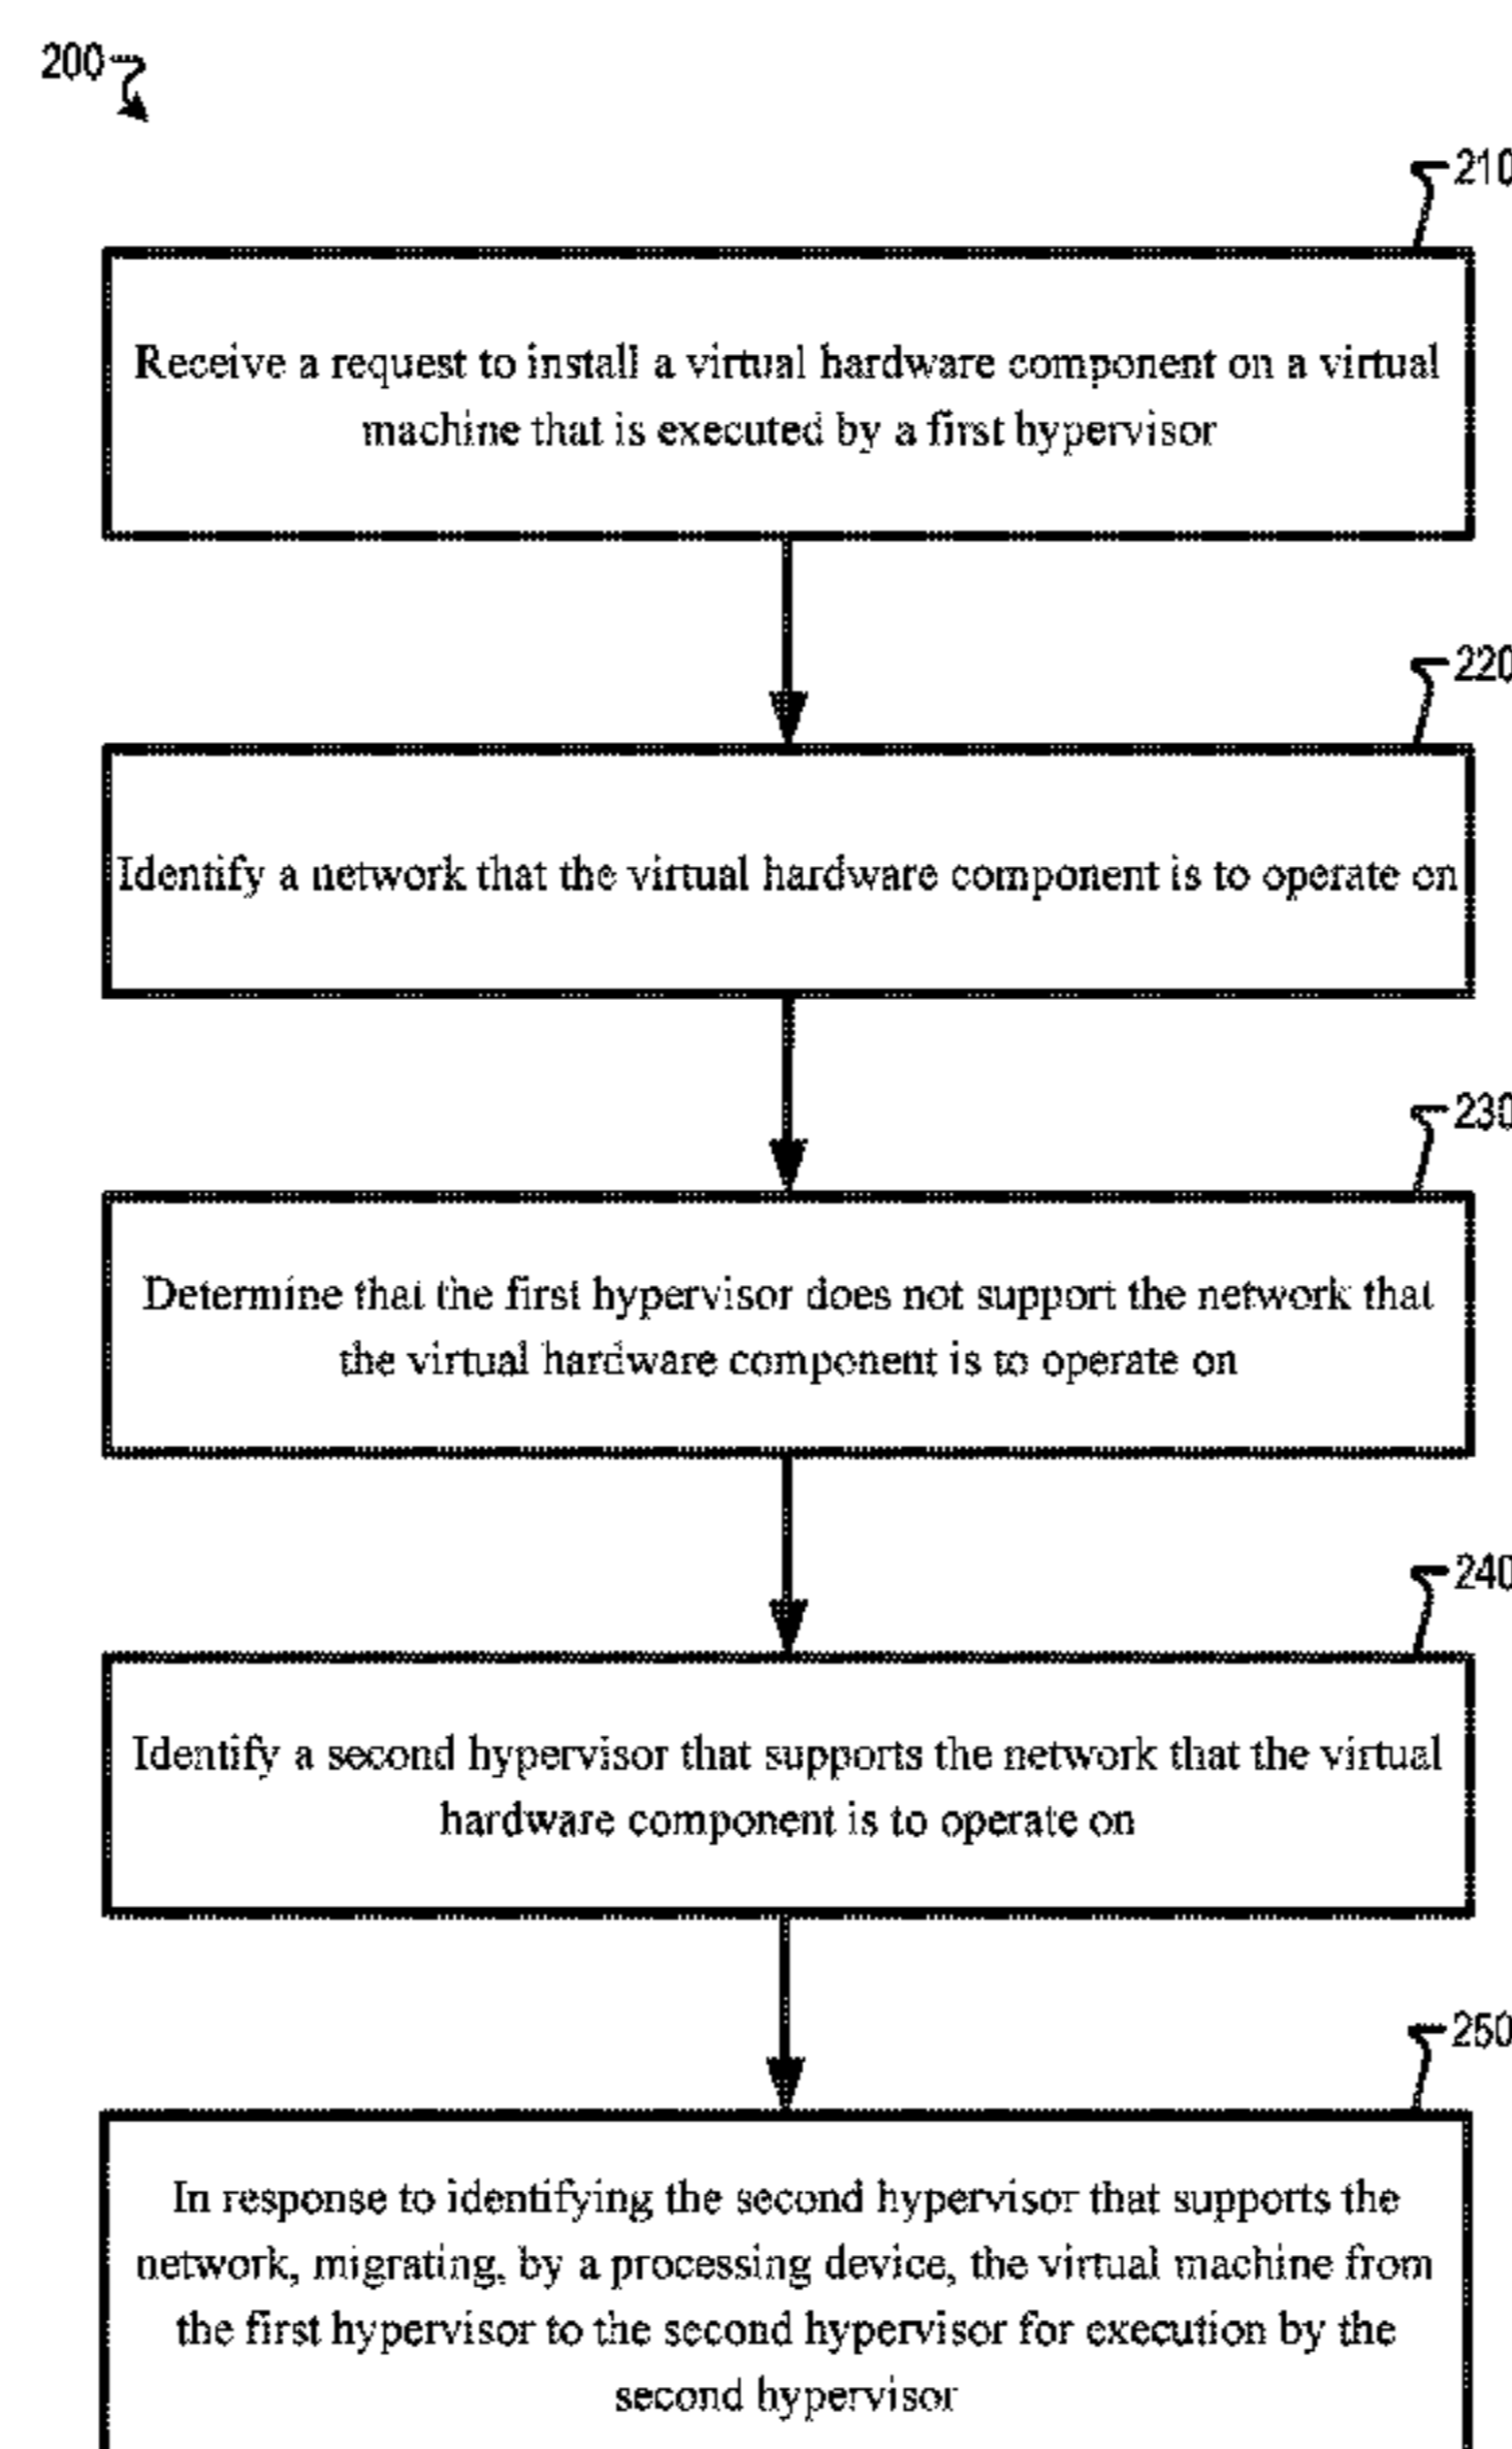 200
210
Receive a request to install a virtual hardware component on a virtual
machine that is executed by a first hypervisor
220
Identify a network that the virtual hardware component is to operate on
230
Determine that the first hypervisor does not support the network that
the virtual hardware component is to operate on
240
Identify a second hypervisor that supports the network that the virtual
hardware component is to operate on
250
In response to identifying the second hypervisor that supports the
network, migrating, by a processing device, the virtual machine from
the first hypervisor to the second hypervisor for execution by the
second hypervisor